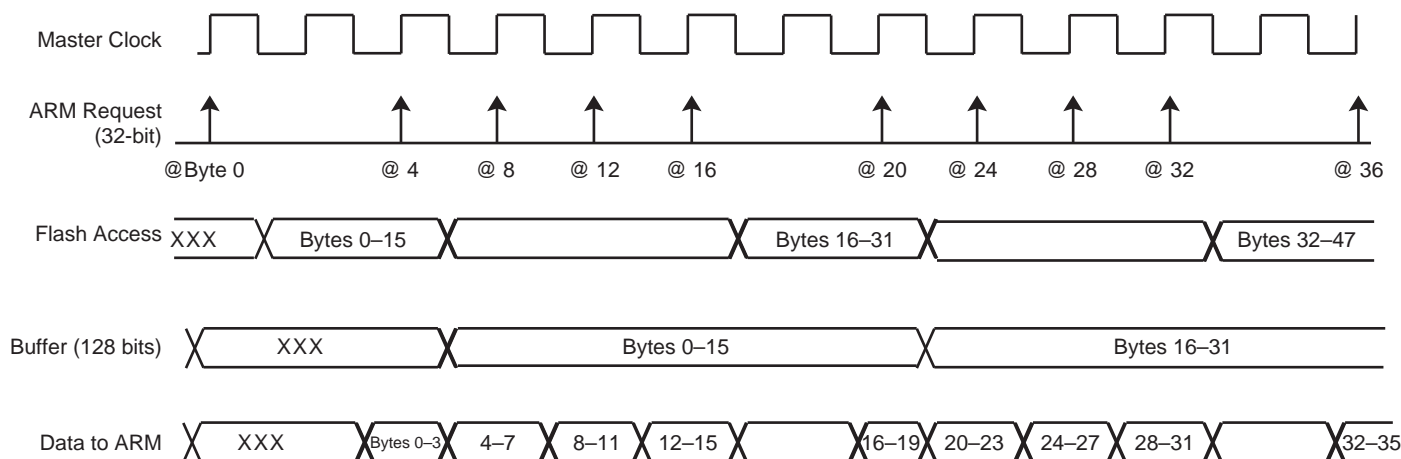 Master Clock
ARM Request
(32-bit)
@Byte 0 @ 4 @ 8 @ 12 @ 16 @ 20 @ 24 @ 28 @ 32 @ 36
Flash Access XXX Bytes 0–15 Bytes 16–31 Bytes 32–47
Buffer (128 bits) XXX Bytes 0–15 Bytes 16–31
Data to ARM XXX Bytes 0–3 4–7 8–11 12–15 16–19 20–23 24–27 28–31 32–35